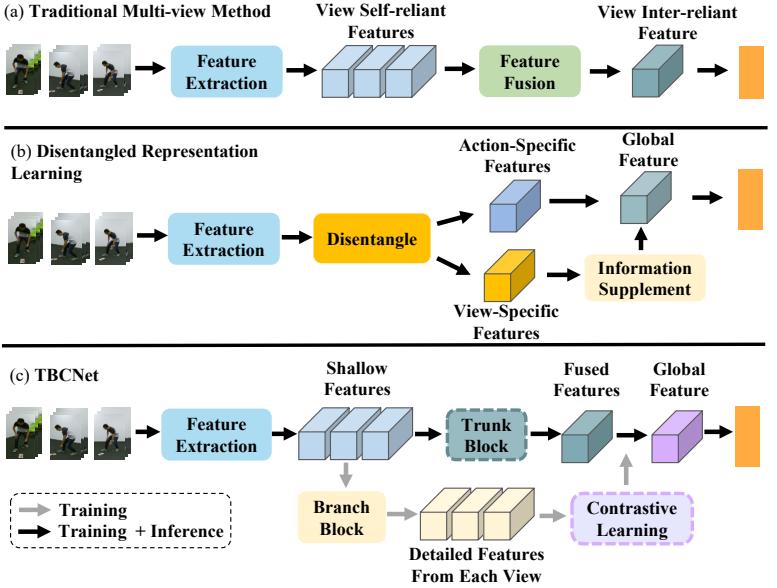 (a) Traditional Multi-view Method
View Self-reliant
Features
View Inter-reliant
Feature
Feature
Extraction
Feature
Fusion
(b) Disentangled Representation
Learning
Action-Specific
Features
Global
Feature
Feature
Extraction
Disentangle
Information
Supplement
View-Specific
Features
(c) TBCNet
Shallow
Features
Fused
Features
Global
Feature
Feature
Extraction
Trunk
Block
Training
Training + Inference
Branch
Block
Contrastive
Learning
Detailed Features
From Each View